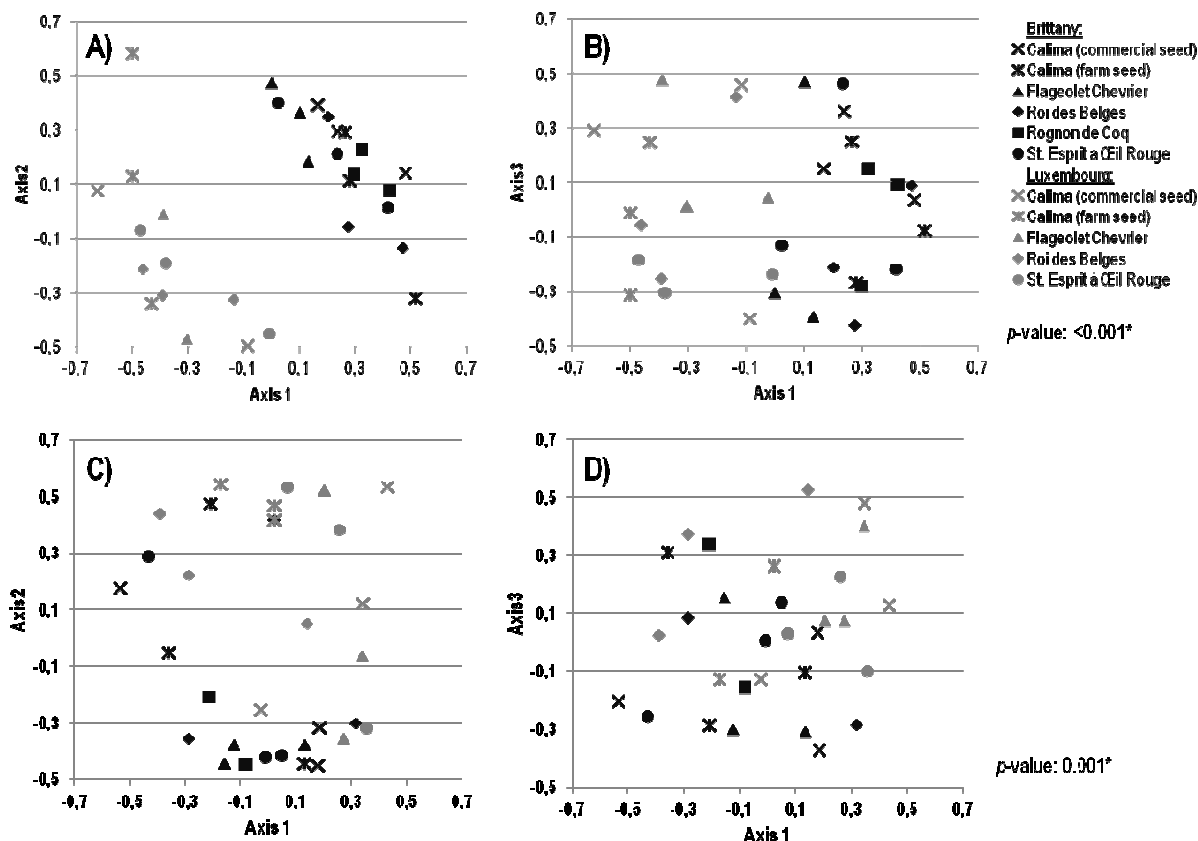 A)
0,7
0,5
0,3
0,1
-0,1
-0,3
-0,5
Axis2
-0,7 -0,5 -0,3 -0,1 0,1 0,3 0,5 0,7
Axis 1
B)
0,7
0,5
0,3
0,1
-0,1
-0,3
-0,5
Axis3
-0,7 -0,5 -0,3 -0,1 0,1 0,3 0,5 0,7
Axis 1
Brittany:
Calima (commercial seed)
Calima (farm seed)
Flageolet Chevrier
Roi des Belges
Rognon de Coq
St. Esprit à Œil Rouge
Luxembourg:
Calima (commercial seed)
Calima (farm seed)
Flageolet Chevrier
Roi des Belges
St. Esprit à Œil Rouge
p-value: <0.001*
C)
0,7
0,5
0,3
0,1
-0,1
-0,3
-0,5
Axis2
-0,7 -0,5 -0,3 -0,1 0,1 0,3 0,5 0,7
Axis 1
D)
0,7
0,5
0,3
0,1
-0,1
-0,3
-0,5
Axis3
-0,7 -0,5 -0,3 -0,1 0,1 0,3 0,5 0,7
Axis 1
p-value: 0.001*